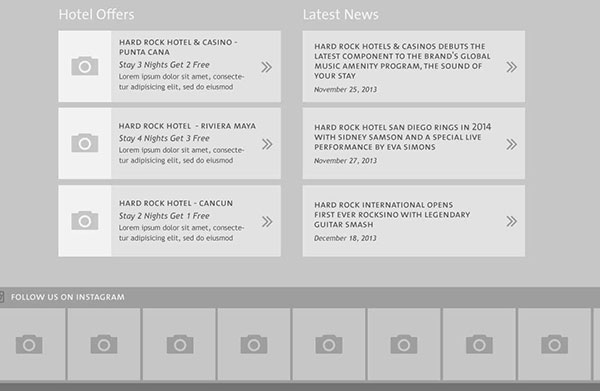 Hotel Offers
HARD ROCK HOTEL & CASINO -
PUNTA CANA
Stay 3 Nights Get 2 Free
Lorem ipsum dolor sit amet, consecte-
tur adipisicing elit, sed do eiusmod
HARD ROCK HOTEL - RIVIERA MAYA
Stay 4 Nights Get 3 Free
Lorem ipsum dolor sit amet, consecte-
tur adipisicing elit, sed do eiusmod
HARD ROCK HOTEL - CANCUN
Stay 2 Nights Get 1 Free
Lorem ipsum dolor sit amet, consecte-
tur adipisicing elit, sed do eiusmod
Latest News
HARD ROCK HOTELS & CASINOS DEBUTS THE
LATEST COMPONENT TO THE BRAND'S GLOBAL
MUSIC AMENITY PROGRAM, THE SOUND OF
YOUR STAY
November 25, 2013
HARD ROCK HOTEL SAN DIEGO RINGS IN 2014
WITH SIDNEY SAMSON AND A SPECIAL LIVE
PERFORMANCE BY EVA SIMONS
November 27, 2013
HARD ROCK INTERNATIONAL OPENS
FIRST EVER ROCKSINO WITH LEGENDARY
GUITAR SMASH
December 18, 2013
FOLLOW US ON INSTAGRAM